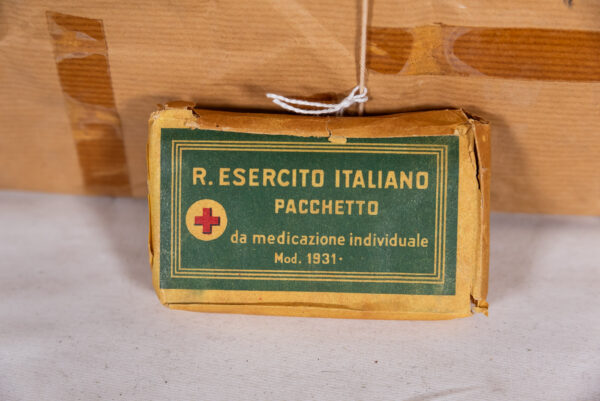 R. ESERCITO ITALIANO
PACCHETTO
da medicazione individuale
Mod. 1931·